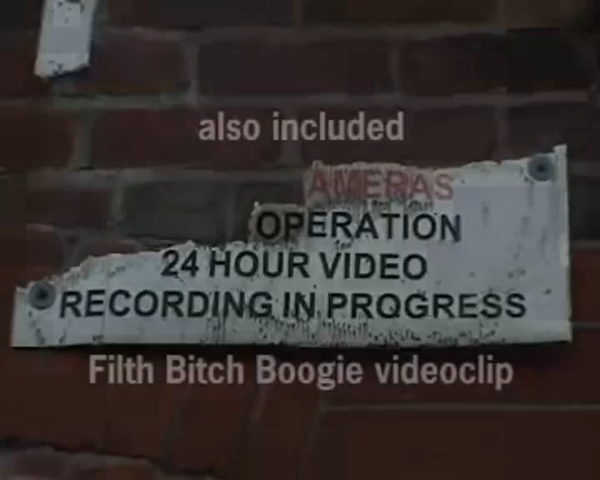 also included
AMERAS
OPERATION
24 HOUR VIDEO
RECORDING IN PROGRESS
Filth Bitch Boogie videoclip